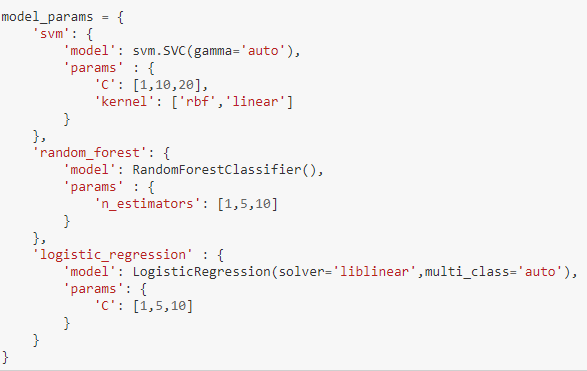 model_params = {
    'svm': {
        'model': svm.SVC(gamma='auto'),
        'params' : {
            'C': [1,10,20],
            'kernel': ['rbf','linear']
        }
    },
    'random_forest': {
        'model': RandomForestClassifier(),
        'params' : {
            'n_estimators': [1,5,10]
        }
    },
    'logistic_regression' : {
        'model': LogisticRegression(solver='liblinear',multi_class='auto'),
        'params': {
            'C': [1,5,10]
        }
    }
}